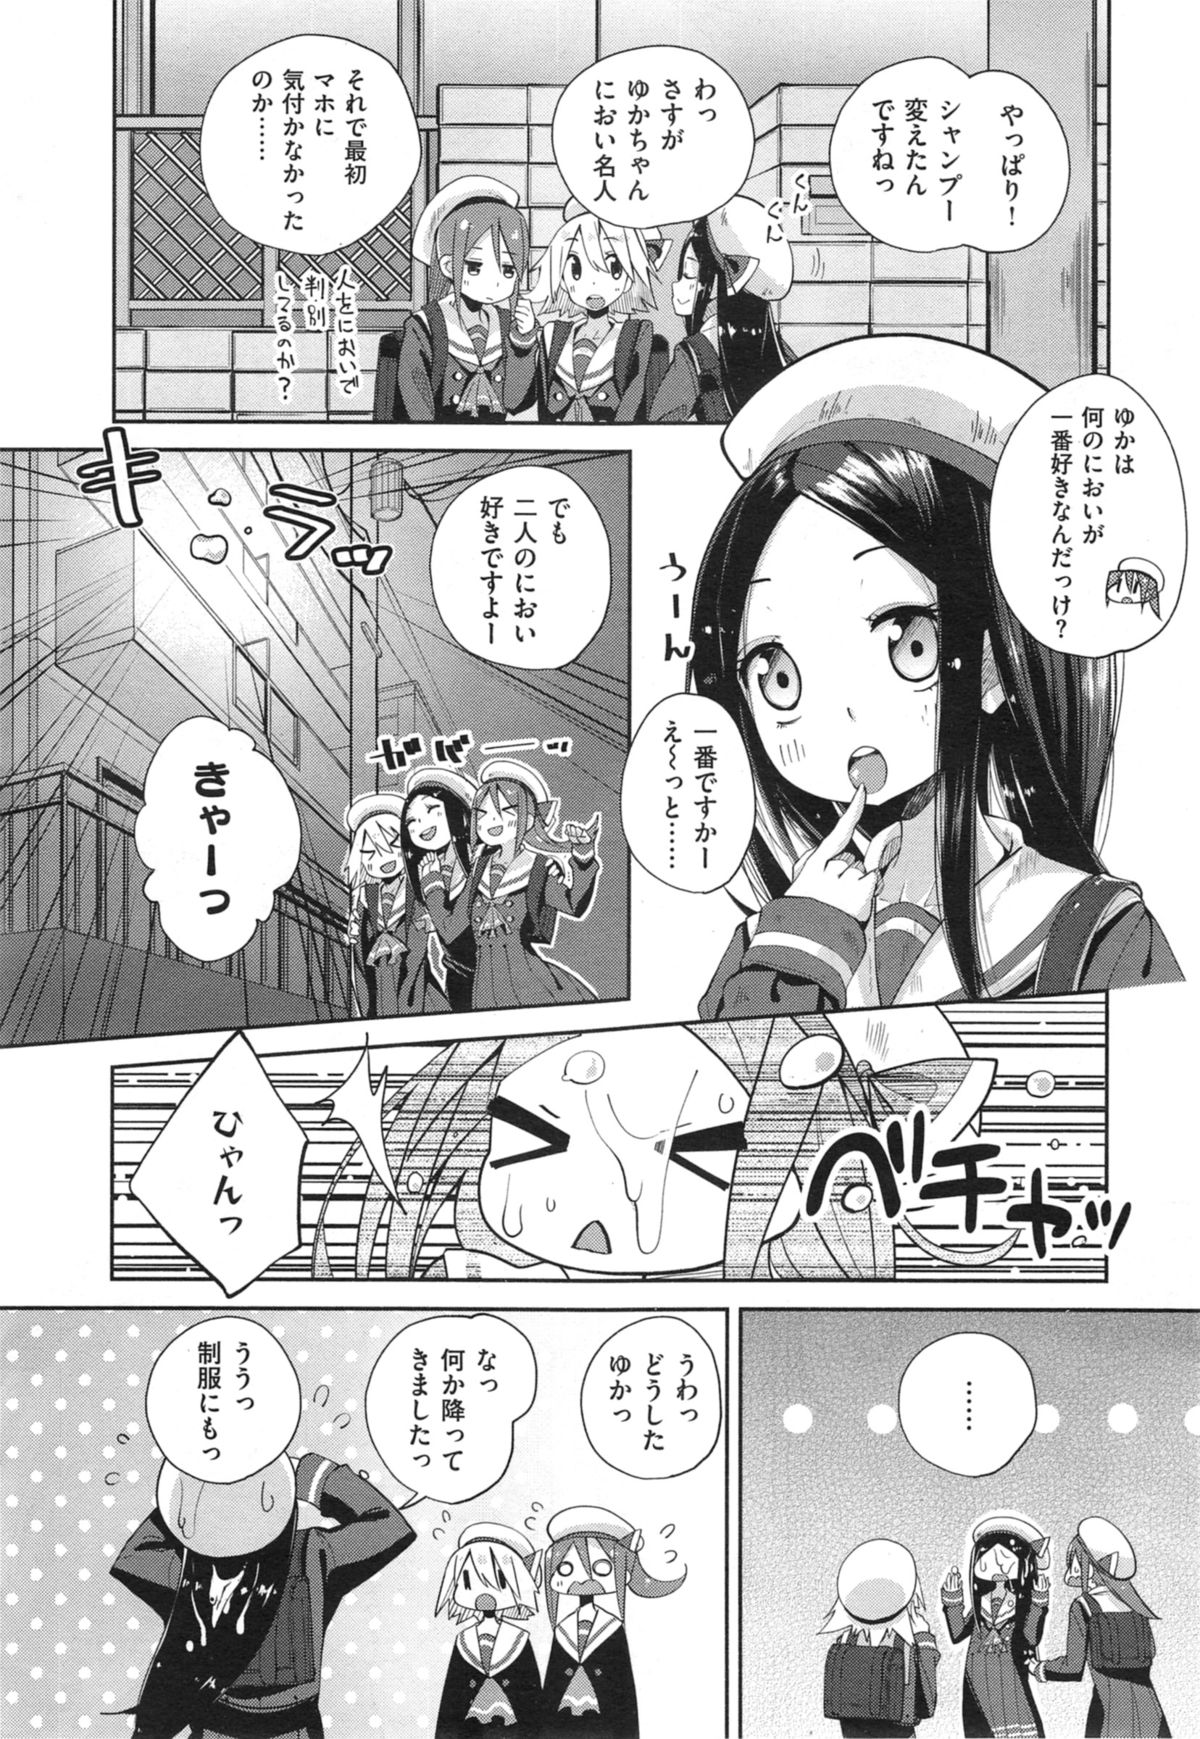 やっぱり！
シャンプー
変えたん
ですねっ
くん
くん
わっ
さすが
ゆかちゃん
におい名人
それで最初
マホに
気付かなかった
のか……
人をにおいで
判別
してるのか？
ゆかは
何のにおいが
一番好きなんだっけ？
うーん
一番ですかー
え〜っと……
でも
二人のにおい
好きですよー
ガバーッ
キラッ
きゃーっ
ベチャッ
ひゃんっ
……
うわっ
どうした
ゆかっ
なっ
何か降って
きましたっ
ううっ
制服にもっ